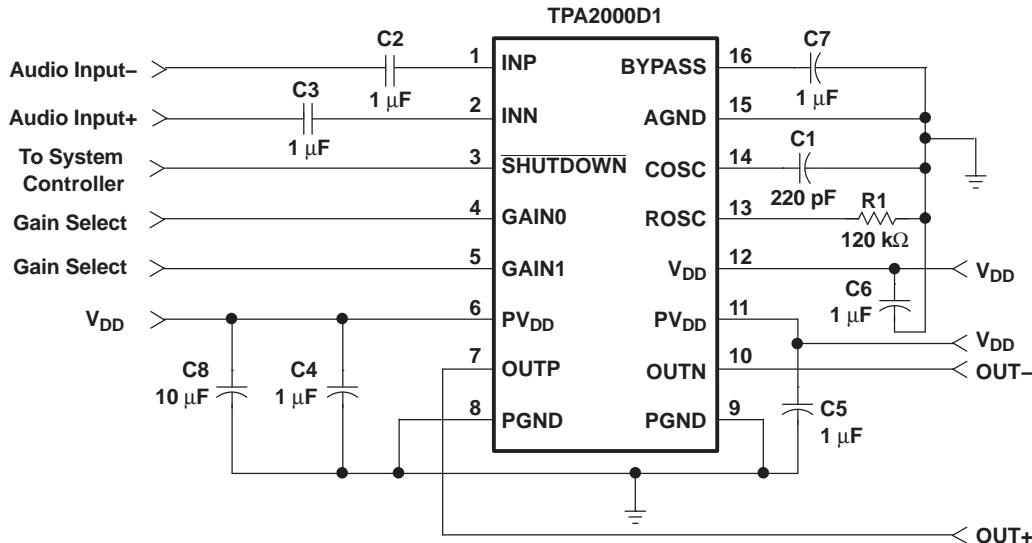 TPA2000D1
Audio Input−
C2
1 µF
1
INP
BYPASS
16
C7
1 µF
Audio Input+
C3
1 µF
2
INN
AGND
15
To System
Controller
3
SHUTDOWN
COSC
14
C1
220 pF
Gain Select
4
GAIN0
ROSC
13
R1
120 kΩ
Gain Select
5
GAIN1
VDD
12
VDD
C6
1 µF
VDD
6
PVDD
PVDD
11
VDD
7
OUTP
OUTN
10
OUT−
C8
10 µF
C4
1 µF
8
PGND
PGND
9
C5
1 µF
OUT+